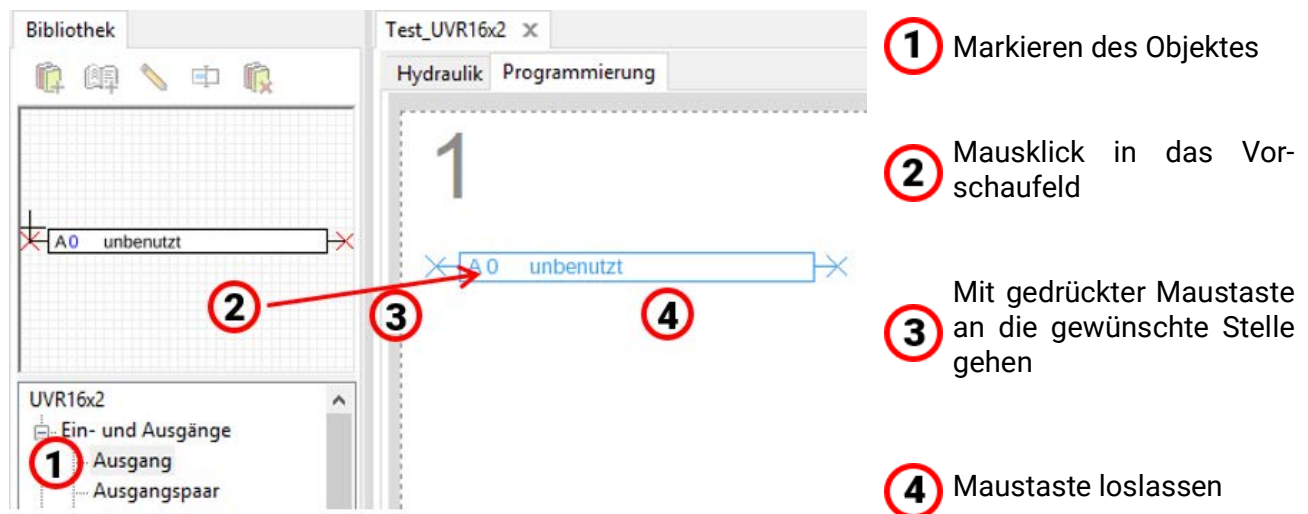 Bibliothek
A0 unbenutzt
2
UVR16x2
Ein- und Ausgänge
1 Ausgang
Ausgangspaar
Test_UVR16x2 X
Hydraulik Programmierung
1
A0 unbenutzt
3
4
1 Markieren des Objektes
2 Mausklick in das Vor-
schaufeld
3 Mit gedrückter Maustaste
an die gewünschte Stelle
gehen
4 Maustaste loslassen